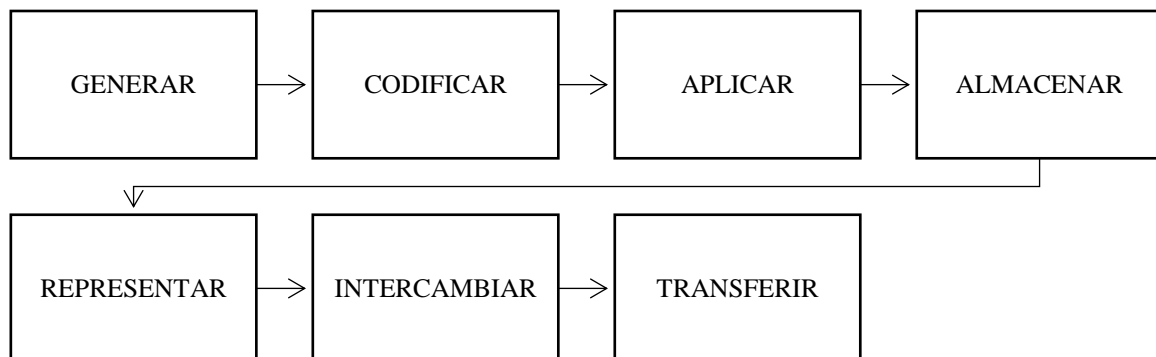 GENERAR
CODIFICAR
APLICAR
ALMACENAR
REPRESENTAR
INTERCAMBIAR
TRANSFERIR